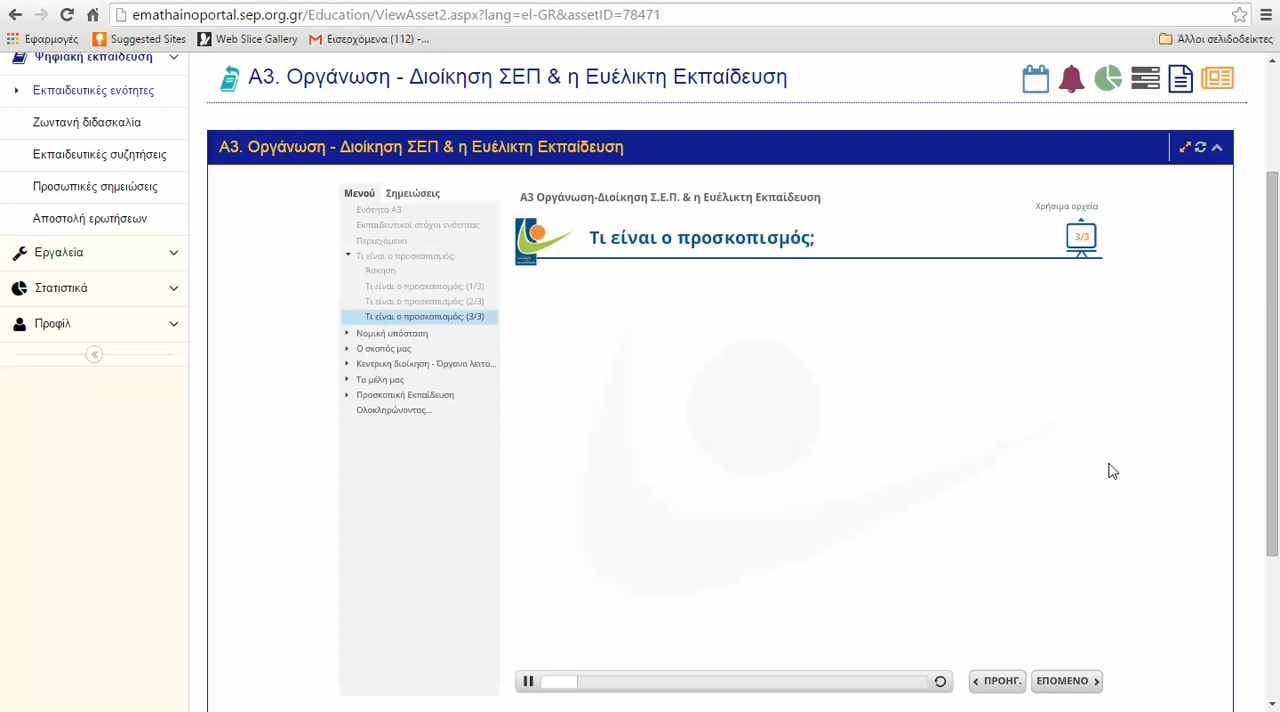 emathainoportal.sep.org.gr/Education/ViewAsset2.aspx?lang=el-GR&assetID=78471
Εφαρμογές Suggested Sites Web Slice Gallery Εισερχόμενα (112) -... Άλλοι σελιδοδείκτες
Ψηφιακή εκπαίδευση
Εκπαιδευτικές ενότητες
Ζωντανή διδασκαλία
Εκπαιδευτικές συζητήσεις
Προσωπικές σημειώσεις
Αποστολή ερωτήσεων
Εργαλεία
Στατιστικά
Προφίλ
Α3. Οργάνωση - Διοίκηση ΣΕΠ & η Ευέλικτη Εκπαίδευση
Α3. Οργάνωση - Διοίκηση ΣΕΠ & η Ευέλικτη Εκπαίδευση
Μενού Σημειώσεις
Ενότητα Α3
Εκπαιδευτικοί στόχοι ενότητας
Περιεχόμενα
Τι είναι ο προσκοπισμός;
Άσκηση
Τι είναι ο προσκοπισμός; (1/3)
Τι είναι ο προσκοπισμός; (2/3)
Τι είναι ο προσκοπισμός; (3/3)
Νομική υπόσταση
Ο σκοπός μας
Κεντρικη διοίκηση - Όργανα λειτο...
Τα μέλη μας
Προσκοπική Εκπαίδευση
Ολοκληρώνοντας...
Α3 Οργάνωση-Διοίκηση Σ.Ε.Π. & η Ευέλικτη Εκπαίδευση
Χρήσιμα αρχεία
Τι είναι ο προσκοπισμός;
3/3
ΠΡΟΗΓ. ΕΠΟΜΕΝΟ